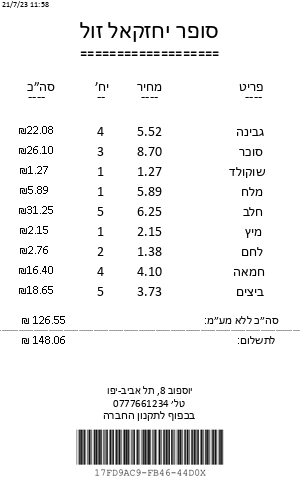 21/7/23 11:58
סופר יחזקאל זול
====================
פריט מחיר יח' סה"כ
---- ---- -- ----
גבינה 5.52 4 ₪22.08
סוכר 8.70 3 ₪26.10
שוקולד 1.27 1 ₪1.27
מלח 5.89 1 ₪5.89
חלב 6.25 5 ₪31.25
מיץ 2.15 1 ₪2.15
לחם 1.38 2 ₪2.76
חמאה 4.10 4 ₪16.40
ביצים 3.73 5 ₪18.65
סה"כ ללא מע"מ: 126.55 ₪
לתשלום: 148.06 ₪
יוספוב 8, תל אביב-יפו
טל' 0777661234
בכפוף לתקנון החברה
17FD9AC9-FB46-44D0X